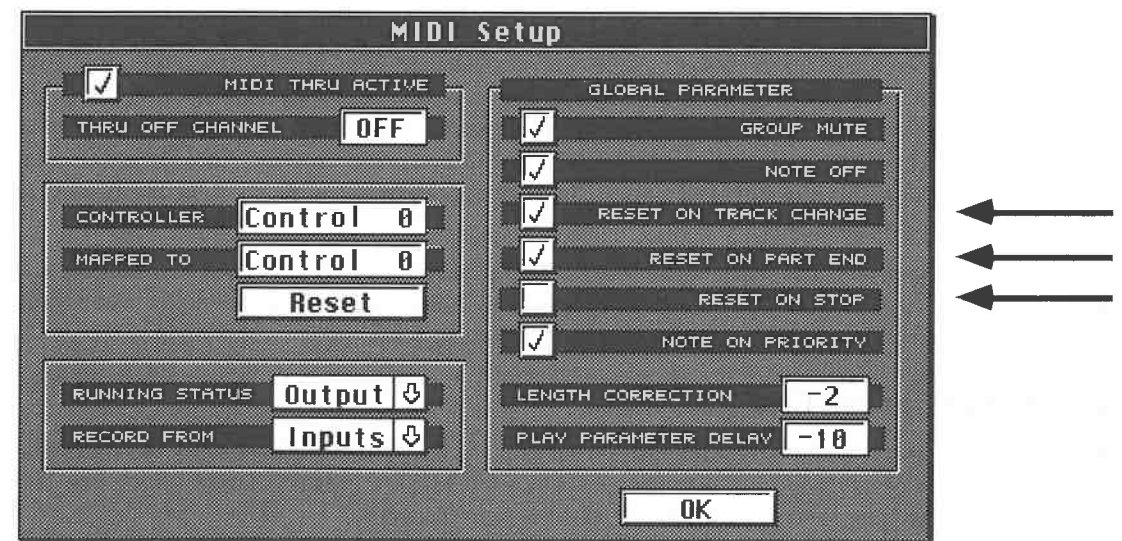 MIDI Setup
MIDI THRU ACTIVE
THRU OFF CHANNEL OFF
CONTROLLER Control 0
MAPPED TO Control 0
Reset
RUNNING STATUS Output
RECORD FROM Inputs
GLOBAL PARAMETER
GROUP MUTE
NOTE OFF
RESET ON TRACK CHANGE
RESET ON PART END
RESET ON STOP
NOTE ON PRIORITY
LENGTH CORRECTION -2
PLAY PARAMETER DELAY -10
OK